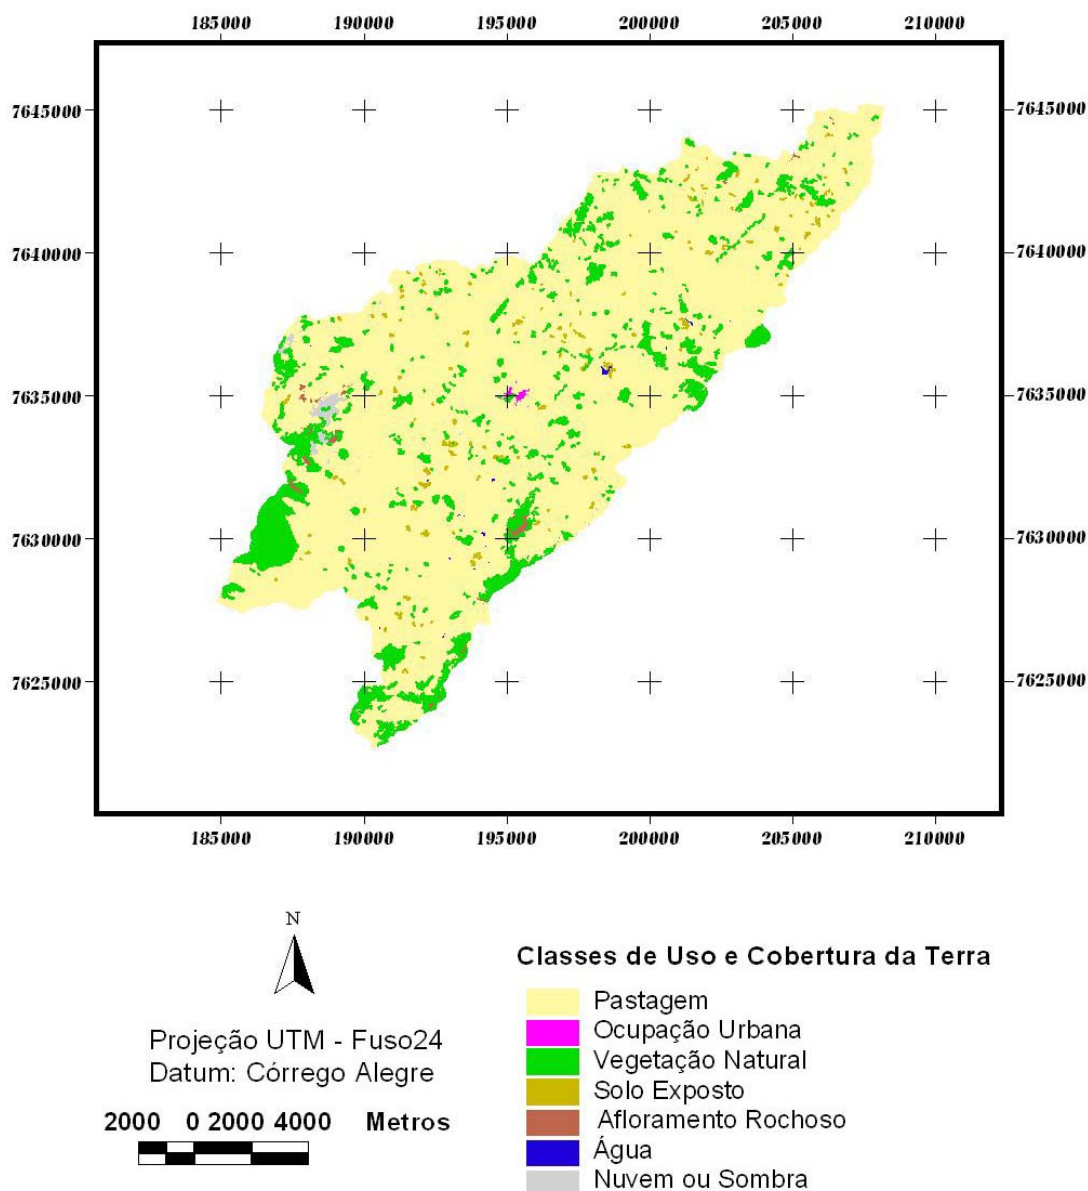 185000 190000 195000 200000 205000 210000
7645000 7645000
7640000 7640000
7635000 7635000
7630000 7630000
7625000 7625000
185000 190000 195000 200000 205000 210000
N
Projeção UTM - Fuso24
Datum: Córrego Alegre
2000 0 2000 4000 Metros
Classes de Uso e Cobertura da Terra
Pastagem
Ocupação Urbana
Vegetação Natural
Solo Exposto
Afloramento Rochoso
Água
Nuvem ou Sombra